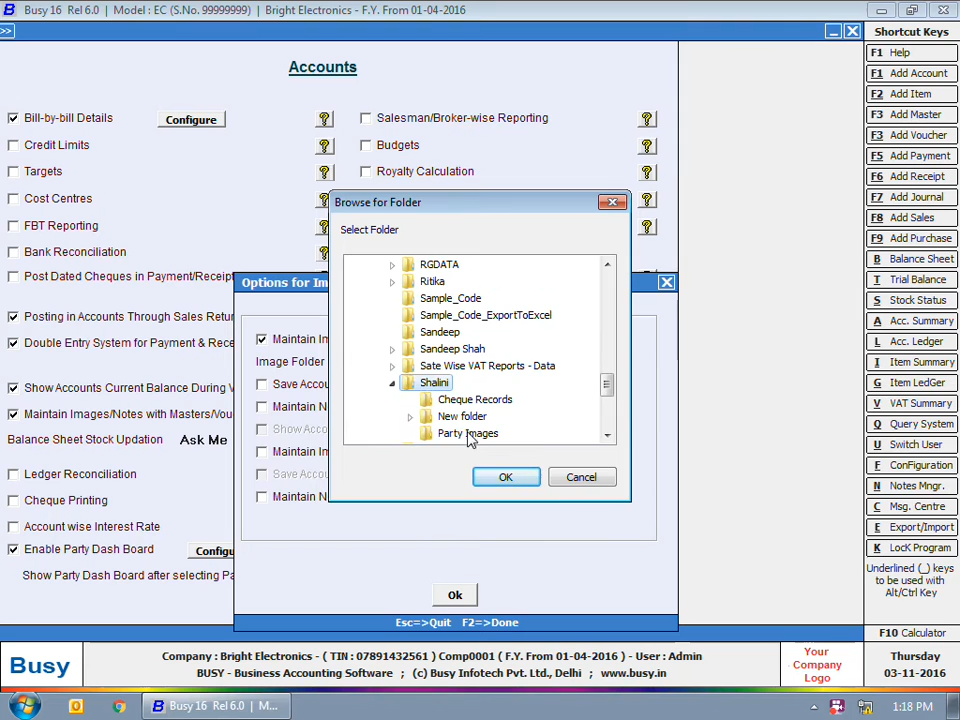 Busy 16 Rel 6.0 | Model : EC (S.No. 99999999) | Bright Electronics - F.Y. From 01-04-2016
>>
Accounts
Bill-by-bill Details
Configure
?
Salesman/Broker-wise Reporting
?
Credit Limits
?
Budgets
?
Targets
?
Royalty Calculation
?
Cost Centres
?
?
FBT Reporting
?
?
Bank Reconciliation
Post Dated Cheques in Payment/Receip
Posting in Accounts Through Sales Retu
Double Entry System for Payment & Rece
Show Accounts Current Balance During V
Maintain Images/Notes with Masters/Vou
Balance Sheet Stock Updation Ask Me
Ledger Reconciliation
Cheque Printing
Account wise Interest Rate
Enable Party Dash Board
Configu
Show Party Dash Board after selecting Pa
Options for Im
Maintain Im
Image Folder
Save Accou
Maintain N
Show Acco
Maintain Im
Save Accou
Maintain N
Ok
Esc=>Quit F2=>Done
Browse for Folder
Select Folder
RGDATA
Ritika
Sample_Code
Sample_Code_ExportToExcel
Sandeep
Sandeep Shah
Sate Wise VAT Reports - Data
Shalini
Cheque Records
New folder
Party Images
OK
Cancel
Shortcut Keys
F1 Help
F1 Add Account
F2 Add Item
F3 Add Master
F3 Add Voucher
F5 Add Payment
F6 Add Receipt
F7 Add Journal
F8 Add Sales
F9 Add Purchase
B Balance Sheet
T Trial Balance
S Stock Status
A Acc. Summary
L Acc. Ledger
I Item Summary
G Item LedGer
V VAT Summary
Q Query System
U Switch User
F ConFiguration
N Notes Mngr.
C Msg. Centre
E Export/Import
K LocK Program
Underlined (_) keys
to be used with
Alt/Ctrl Key
F10 Calculator
Busy
Company : Bright Electronics - ( TIN : 07891432561 ) Comp0001 ( F.Y. From 01-04-2016 ) - User : Admin
BUSY - Business Accounting Software ; (c) Busy Infotech Pvt. Ltd., Delhi ; www.busy.in
Your
Company
Logo
Thursday
03-11-2016
Busy 16 Rel 6.0 | M...
1:18 PM